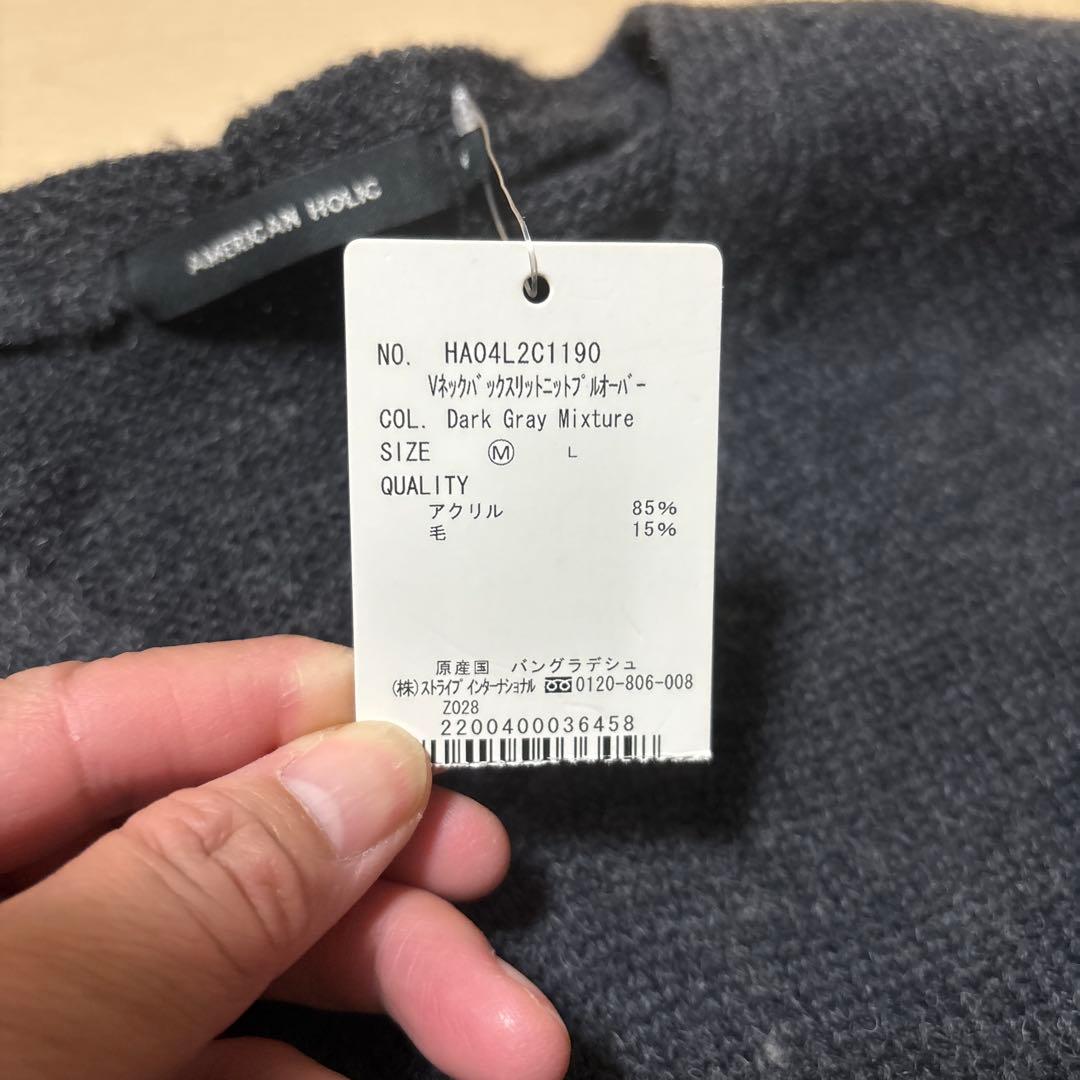 AMERICAN HOLIC
NO. HA04L2C1190
Vﾈｯｸﾊﾞｯｸｽﾘｯﾄﾆｯﾄﾌﾟﾙｵｰﾊﾞｰ
COL. Dark Gray Mixture
SIZE Ⓜ L
QUALITY
アクリル 85%
毛 15%
原産国 バングラデシュ
(株)ｽﾄﾗｲﾌﾟｲﾝﾀｰﾅｼｮﾅﾙ 0120-806-008
Z028
2200400036458